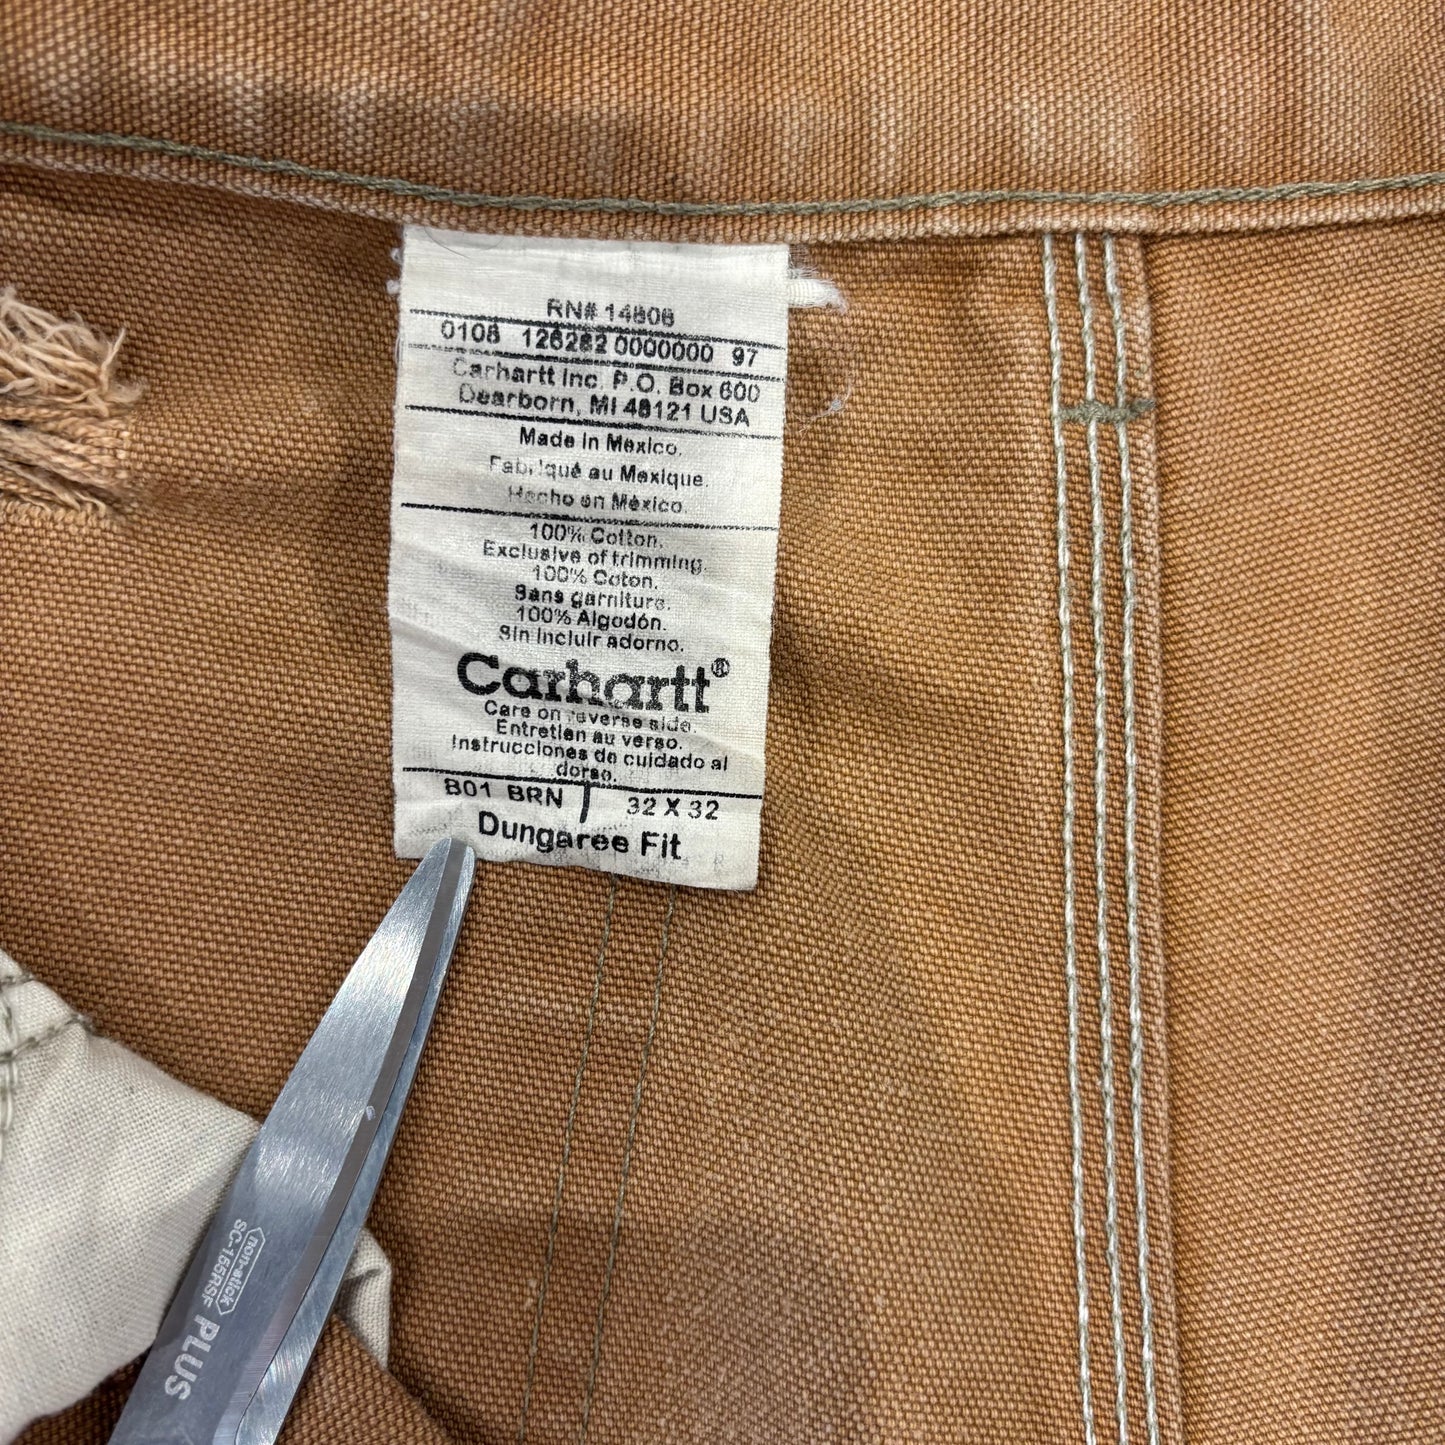 RN# 14806
0106 126282 0000000 97
Carhartt Inc. P.O. Box 600
Dearborn, MI 48121 USA
Made in Mexico.
Fabriqué au Mexique.
Hecho en México.
100% Cotton.
Exclusive of trimming.
100% Coton.
Sans garniture.
100% Algodón.
Sin incluir adorno.
Carhartt®
Care on reverse side.
Entretien au verso.
Instrucciones de cuidado al
dorso.
B01 BRN / 32 X 32
Dungaree Fit
non-stick
SC-155RSF PLUS